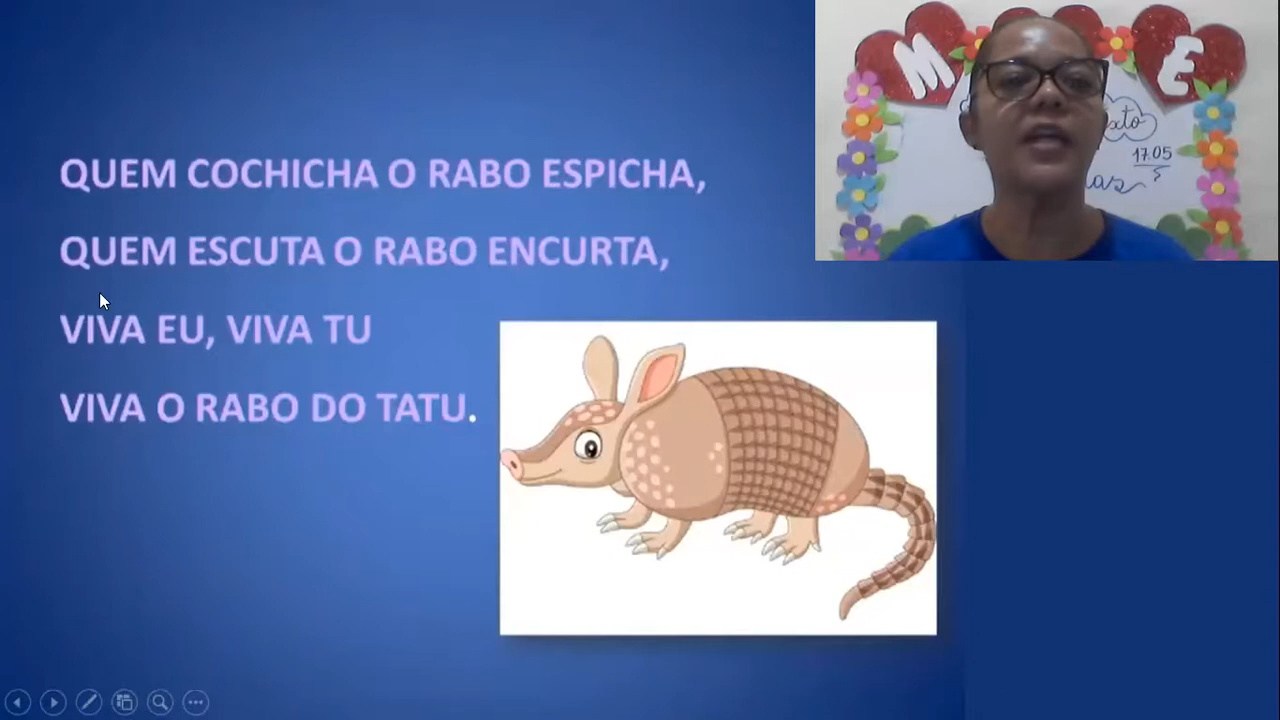 QUEM COCHICHA O RABO ESPICHA,
QUEM ESCUTA O RABO ENCURTA,
VIVA EU, VIVA TU
VIVA O RABO DO TATU.
M E
17.05